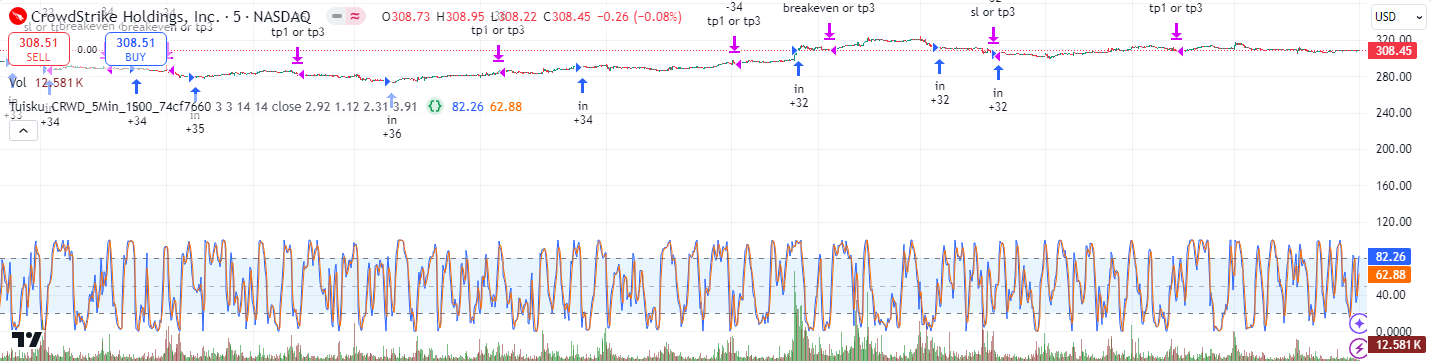 CrowdStrike Holdings, Inc. · 5 · NASDAQ O308.73 H308.95 L308.22 C308.45 −0.26 (−0.08%)
USD
-34
tp1 or tp3
breakeven or tp3
sl or tp3
tp1 or tp3
tp1 or tp3
tp1 or tp3
308.51
SELL
0.00
308.51
BUY
320.00
308.45
Vol 12.581 K
280.00
Tuisku_CRWD_5Min_1500_74cf7660 3 3 14 14 close 2.92 1.12 2.31 3.91 82.26 62.88
in
+33
in
+34
+34
in
+35
in
+36
in
+34
in
+32
in
+32
in
+32
240.00
200.00
160.00
120.00
82.26
62.88
40.00
0.0000
12.581 K